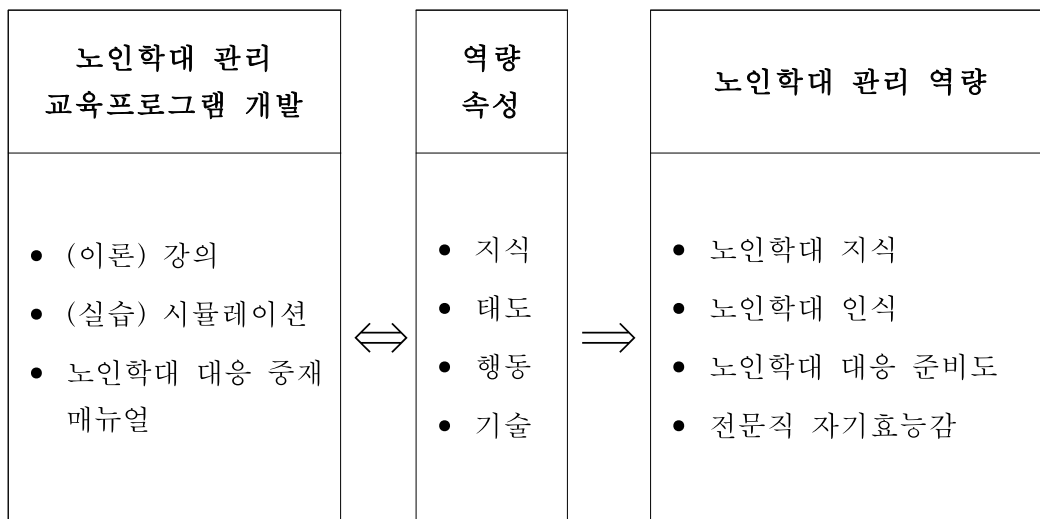 노인학대 관리
교육프로그램 개발
● (이론) 강의
● (실습) 시뮬레이션
● 노인학대 대응 중재
매뉴얼
⇔
역량
속성
● 지식
● 태도
● 행동
● 기술
⇒
노인학대 관리 역량
● 노인학대 지식
● 노인학대 인식
● 노인학대 대응 준비도
● 전문직 자기효능감